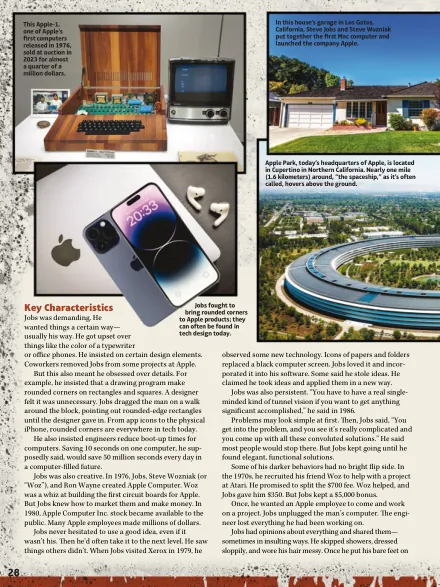 This Apple-1,
one of Apple's
first computers
released in 1976,
sold at auction in
2023 for almost
a quarter of a
million dollars.
In this house's garage in Los Gatos,
California, Steve Jobs and Steve Wozniak
put together the first Mac computer and
launched the company Apple.
Apple Park, today's headquarters of Apple, is located
in Cupertino in Northern California. Nearly one mile
(1.6 kilometers) around, "the spaceship," as it's often
called, hovers above the ground.
20:33
Jobs fought to
bring rounded corners
to Apple products; they
can often be found in
tech design today.
Key Characteristics
Jobs was demanding. He
wanted things a certain way—
usually his way. He got upset over
things like the color of a typewriter
or office phones. He insisted on certain design elements.
Coworkers removed Jobs from some projects at Apple.
But this also meant he obsessed over details. For
example, he insisted that a drawing program make
rounded corners on rectangles and squares. A designer
felt it was unnecessary. Jobs dragged the man on a walk
around the block, pointing out rounded-edge rectangles
until the designer gave in. From app icons to the physical
iPhone, rounded corners are everywhere in tech today.
He also insisted engineers reduce boot-up times for
computers. Saving 10 seconds on one computer, he sup-
posedly said, would save 50 million seconds every day in
a computer-filled future.
Jobs was also creative. In 1976, Jobs, Steve Wozniak (or
"Woz"), and Ron Wayne created Apple Computer. Woz
was a whiz at building the first circuit boards for Apple.
But Jobs knew how to market them and make money. In
1980, Apple Computer Inc. stock became available to the
public. Many Apple employees made millions of dollars.
Jobs never hesitated to use a good idea, even if it
wasn't his. Then he'd often take it to the next level. He saw
things others didn't. When Jobs visited Xerox in 1979, he
observed some new technology. Icons of papers and folders
replaced a black computer screen. Jobs loved it and incor-
porated it into his software. Some said he stole ideas. He
claimed he took ideas and applied them in a new way.
Jobs was also persistent. "You have to have a real single-
minded kind of tunnel vision if you want to get anything
significant accomplished," he said in 1986.
Problems may look simple at first. Then, Jobs said, "You
get into the problem, and you see it's really complicated and
you come up with all these convoluted solutions." He said
most people would stop there. But Jobs kept going until he
found elegant, functional solutions.
Some of his darker behaviors had no bright flip side. In
the 1970s, he recruited his friend Woz to help with a project
at Atari. He promised to split the $700 fee. Woz helped, and
Jobs gave him $350. But Jobs kept a $5,000 bonus.
Once, he wanted an Apple employee to come and work
on a project. Jobs unplugged the man's computer. The engi-
neer lost everything he had been working on.
Jobs had opinions about everything and shared them—
sometimes in insulting ways. He skipped showers, dressed
sloppily, and wore his hair messy. Once he put his bare feet on
28